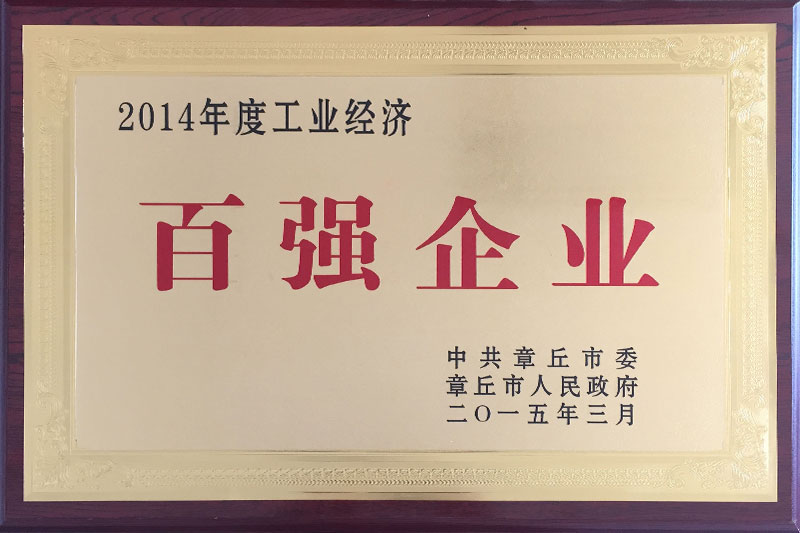 2014年度工业经济
百强企业
中共章丘市委
章丘市人民政府
二〇一五年三月